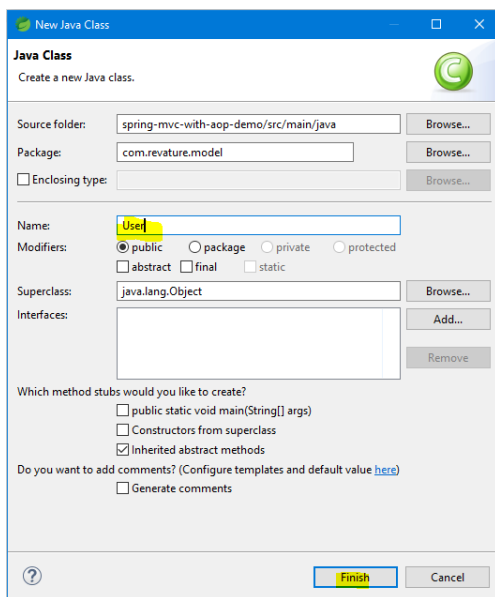 New Java Class
Java Class
Create a new Java class.
C
Source folder: spring-mvc-with-aop-demo/src/main/java Browse...
Package: com.revature.model Browse...
Enclosing type: Browse...
Name: User
Modifiers: public package private protected
abstract final static
Superclass: java.lang.Object Browse...
Interfaces: Add...
Remove
Which method stubs would you like to create?
public static void main(String[] args)
Constructors from superclass
Inherited abstract methods
Do you want to add comments? (Configure templates and default value here)
Generate comments
? Finish Cancel